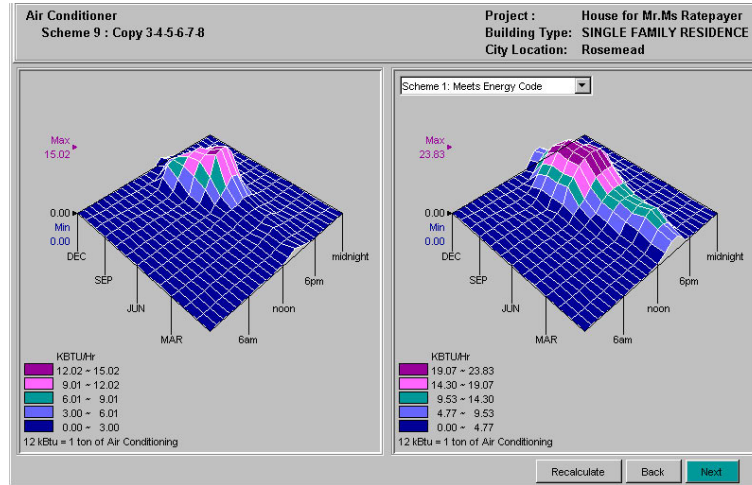 Air Conditioner
Scheme 9 : Copy 3-4-5-6-7-8
Project : House for Mr.Ms Ratepayer
Building Type: SINGLE FAMILY RESIDENCE
City Location: Rosemead
Max
15.02
0.00
Min
0.00
DEC
SEP
JUN
MAR
6am
noon
6pm
midnight
KBTU/Hr
12.02 ~ 15.02
9.01 ~ 12.02
6.01 ~ 9.01
3.00 ~ 6.01
0.00 ~ 3.00
12 kBtu = 1 ton of Air Conditioning
Scheme 1: Meets Energy Code
Max
23.83
0.00
Min
0.00
DEC
SEP
JUN
MAR
6am
noon
6pm
midnight
KBTU/Hr
19.07 ~ 23.83
14.30 ~ 19.07
9.53 ~ 14.30
4.77 ~ 9.53
0.00 ~ 4.77
12 kBtu = 1 ton of Air Conditioning
Recalculate
Back
Next